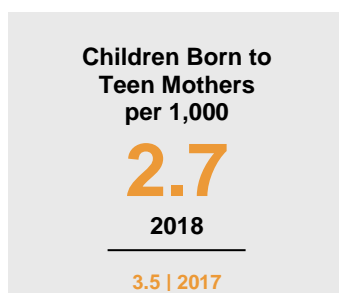 Children Born to
Teen Mothers
per 1,000
2.7
2018
3.5 | 2017